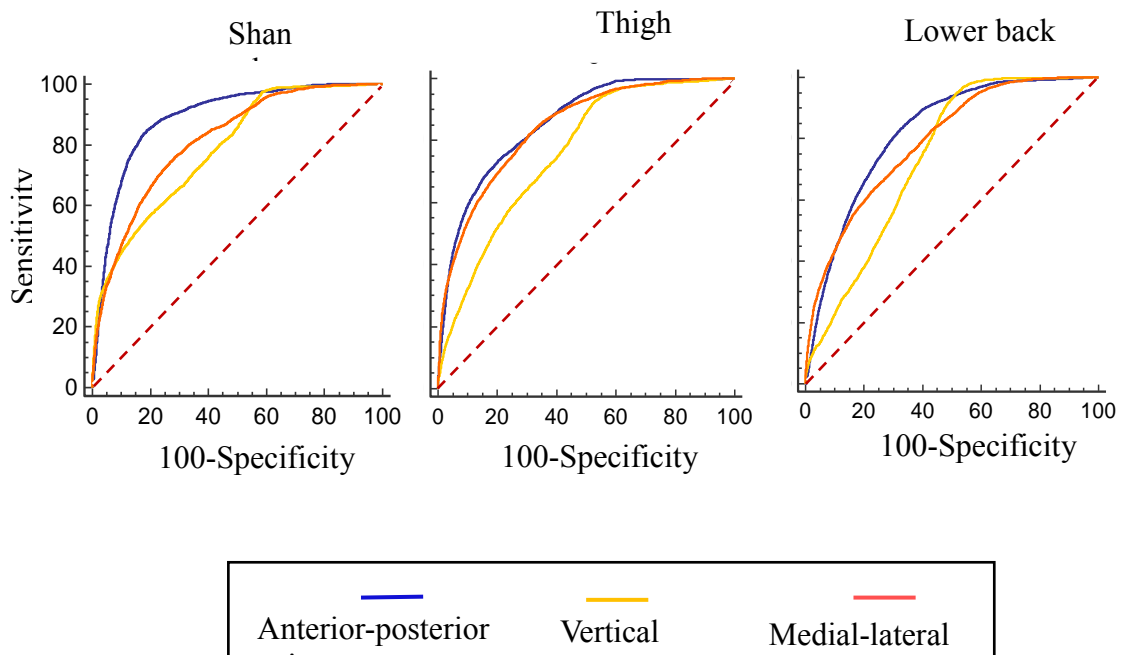 Shan
Thigh
Lower back
Sensitivity
100
80
60
40
20
0
0 20 40 60 80 100
0 20 40 60 80 100
0 20 40 60 80 100
100-Specificity
100-Specificity
100-Specificity
Anterior-posterior
Vertical
Medial-lateral